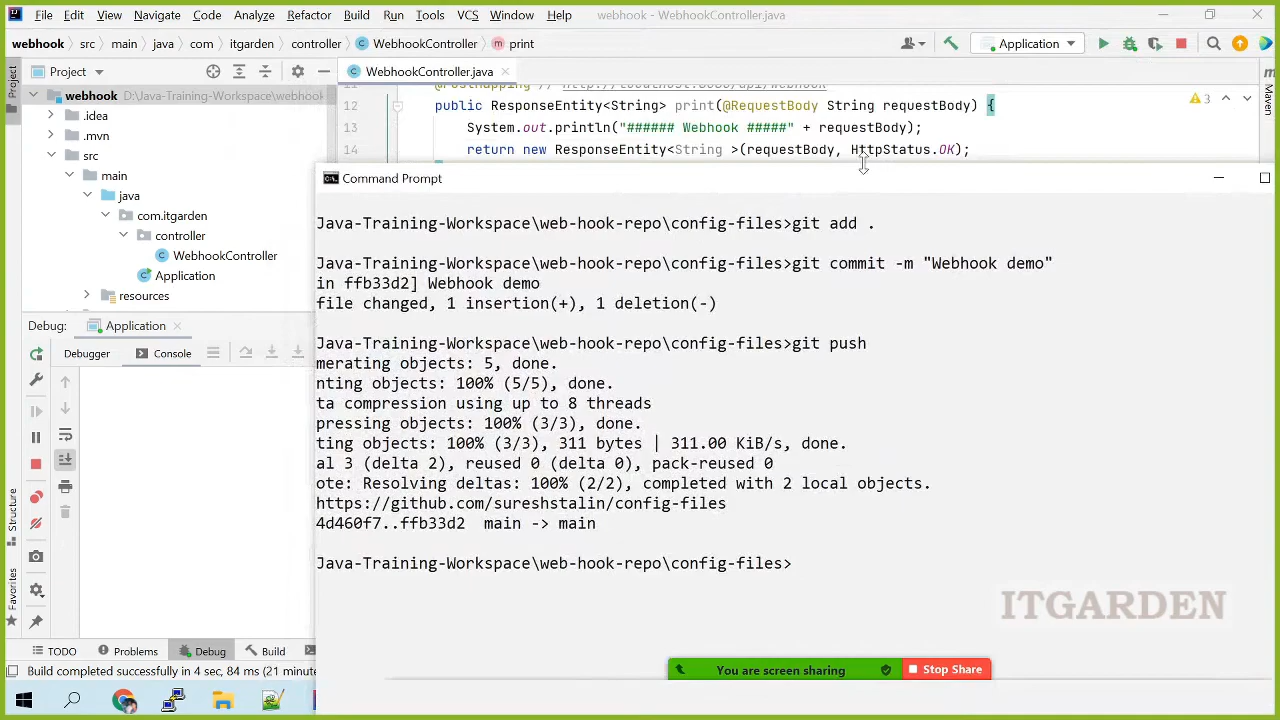 File Edit View Navigate Code Analyze Refactor Build Run Tools VCS Window Help webhook - WebhookController.java
webhook src main java com itgarden controller WebhookController print Application
Project
WebhookController.java
webhook D:\Java-Training-Workspace\webhook
.idea
.mvn
src
main
java
com.itgarden
controller
WebhookController
Application
resources
12 public ResponseEntity<String> print(@RequestBody String requestBody) { 3
13 System.out.println("###### Webhook #####" + requestBody);
14 return new ResponseEntity<String >(requestBody, HttpStatus.OK);
Command Prompt
Java-Training-Workspace\web-hook-repo\config-files>git add .
Java-Training-Workspace\web-hook-repo\config-files>git commit -m "Webhook demo"
in ffb33d2] Webhook demo
file changed, 1 insertion(+), 1 deletion(-)
Java-Training-Workspace\web-hook-repo\config-files>git push
merating objects: 5, done.
nting objects: 100% (5/5), done.
ta compression using up to 8 threads
pressing objects: 100% (3/3), done.
ting objects: 100% (3/3), 311 bytes | 311.00 KiB/s, done.
al 3 (delta 2), reused 0 (delta 0), pack-reused 0
ote: Resolving deltas: 100% (2/2), completed with 2 local objects.
https://github.com/sureshstalin/config-files
4d460f7..ffb33d2 main -> main
Java-Training-Workspace\web-hook-repo\config-files>
Debug: Application
Debugger Console
Project
Structure
Favorites
ITGARDEN
TODO Problems Debug Build
Build completed successfully in 4 sec, 84 ms (21 minute
You are screen sharing Stop Share